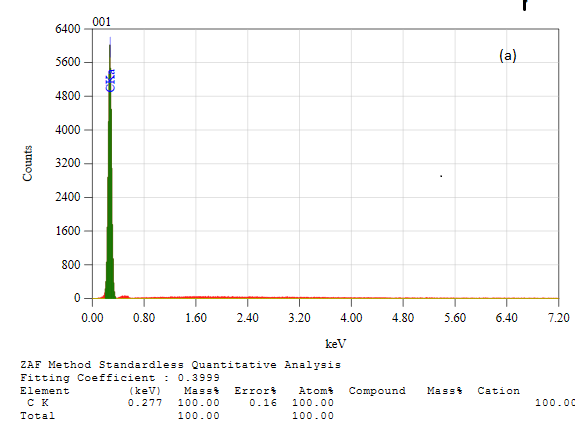 001
6400
(a)
5600
CKa
4800
4000
3200
Counts
2400
1600
800
0
0.00 0.80 1.60 2.40 3.20 4.00 4.80 5.60 6.40 7.20
keV
ZAF Method Standardless Quantitative Analysis
Fitting Coefficient : 0.3999
Element (keV) Mass% Error% Atom% Compound Mass% Cation
C K 0.277 100.00 0.16 100.00 100.00
Total 100.00 100.00